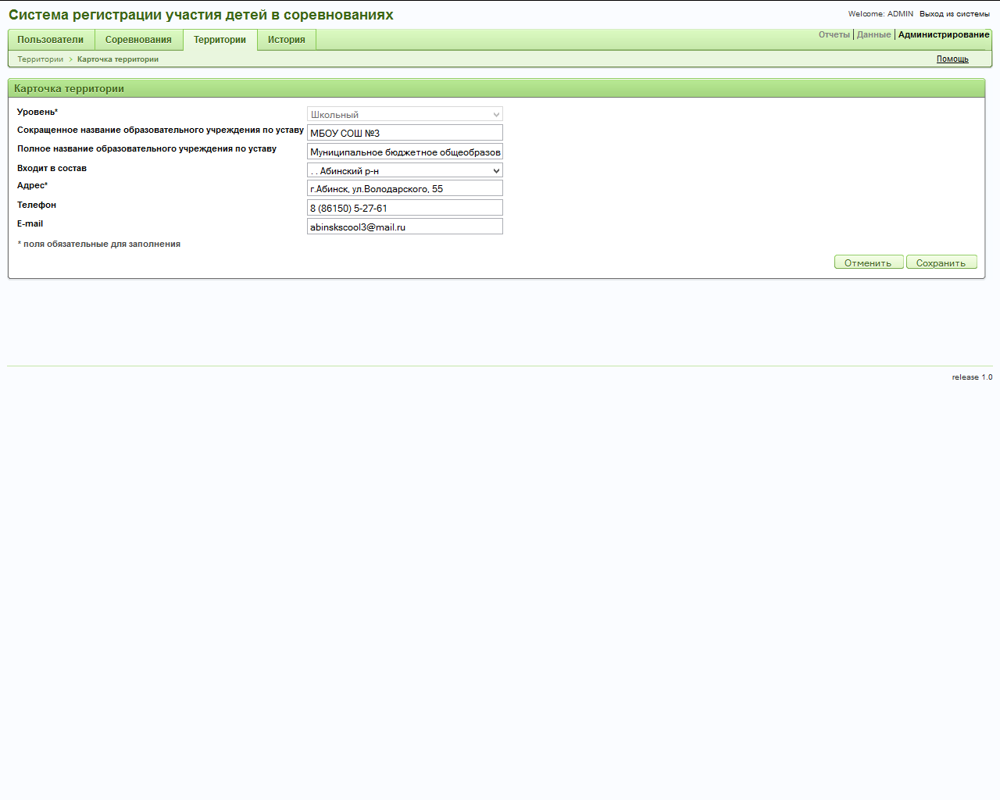 Система регистрации участия детей в соревнованиях
Welcome: ADMIN Выход из системы
Пользователи Соревнования Территории История
Отчеты Данные Администрирование
Территории > Карточка территории
Помощь
Карточка территории
Уровень* Школьный
Сокращенное название образовательного учреждения по уставу МБОУ СОШ №3
Полное название образовательного учреждения по уставу Муниципальное бюджетное общеобразов
Входит в состав . . Абинский р-н
Адрес* г.Абинск, ул.Володарского, 55
Телефон 8 (86150) 5-27-61
E-mail abinskscool3@mail.ru
* поля обязательные для заполнения
Отменить Сохранить
release 1.0